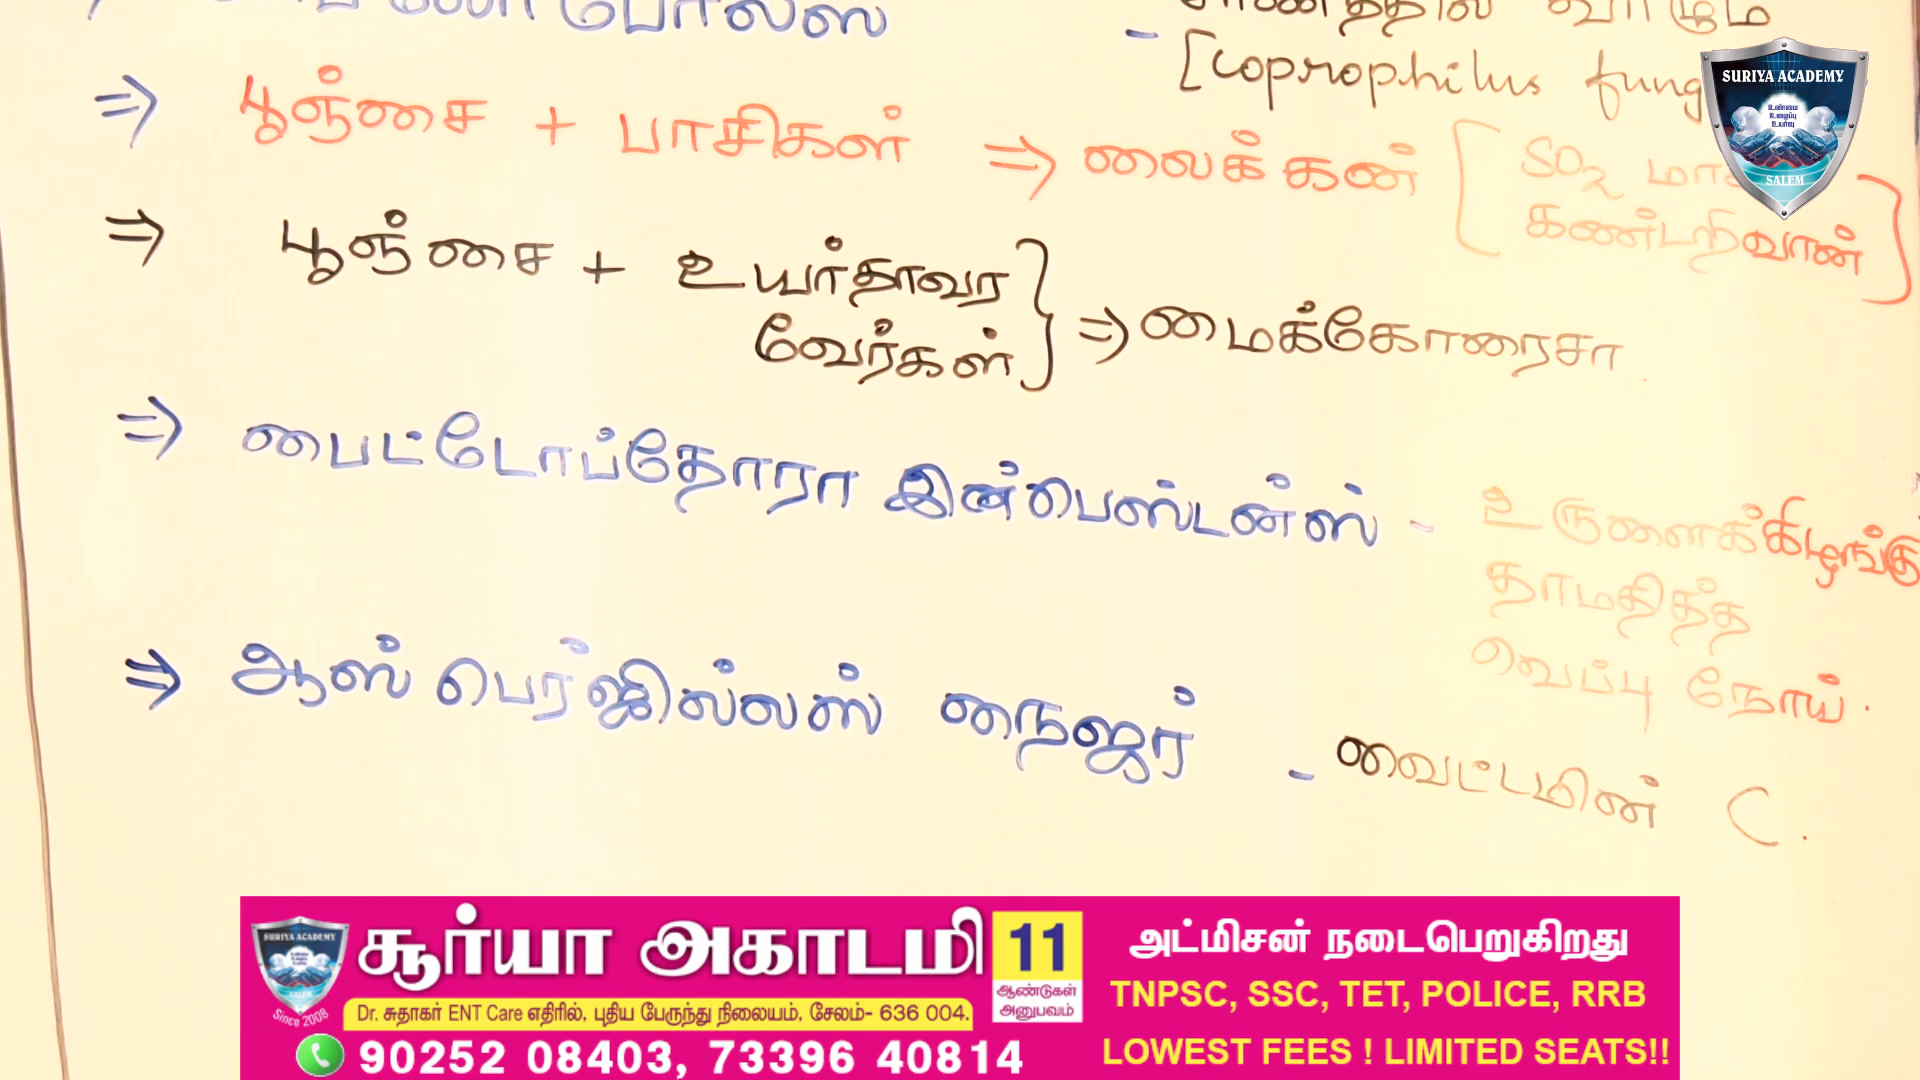 - [coprophilus fung
⇒ பூஞ்சை + பாசிகள் ⇒ லைக்கன் [ SO2
கண்டறிவான் ]
⇒ பூஞ்சை + உயர்தாவர
வேர்கள் } ⇒ மைக்கோரைசா
⇒ பைட்டோப்தோரா இன்பெஸ்டன்ஸ் - உருளைக்கிழங்கு
தாமதித்த
வெப்பு நோய்.
⇒ ஆஸ்பெர்ஜில்லஸ் நைஜர் - வைட்டமின் C.
SURIYA ACADEMY
உண்மை
உழைப்பு
உயர்வு
SALEM
SURIYA ACADEMY
Since 2008
சூர்யா அகாடமி
11
ஆண்டுகள்
அனுபவம்
Dr. சுதாகர் ENT Care எதிரில், புதிய பேருந்து நிலையம், சேலம்- 636 004.
90252 08403, 73396 40814
அட்மிசன் நடைபெறுகிறது
TNPSC, SSC, TET, POLICE, RRB
LOWEST FEES ! LIMITED SEATS!!